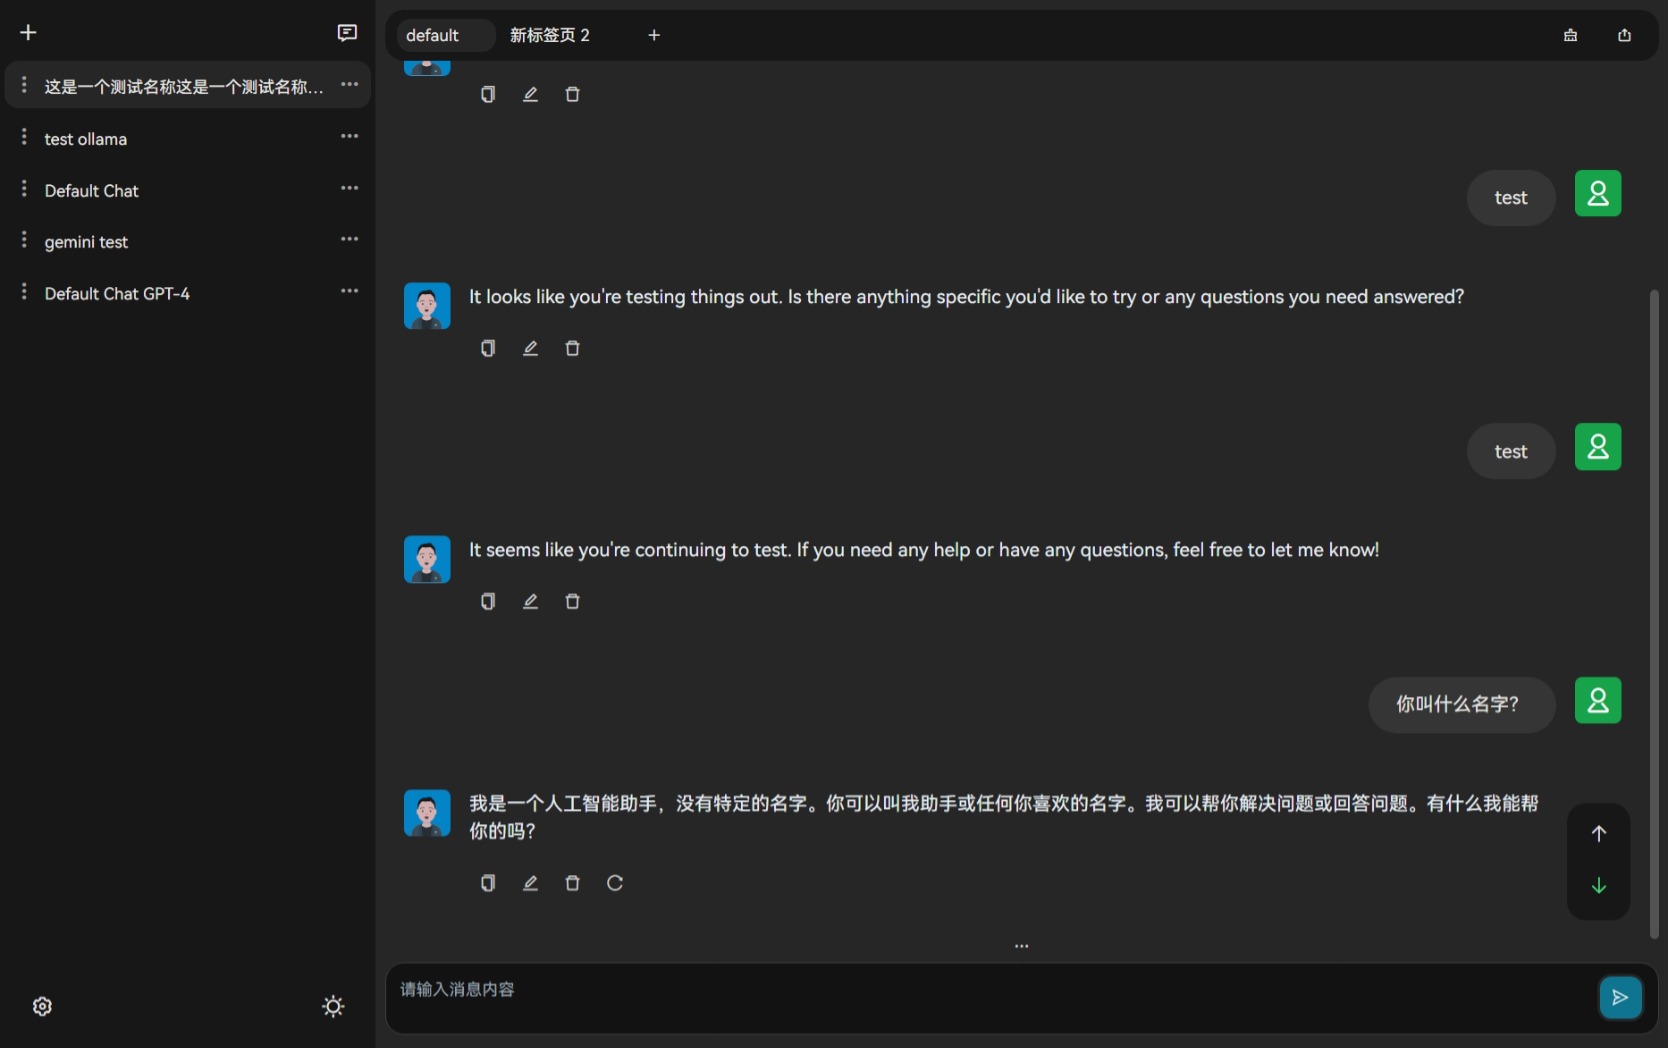 default
新标签页 2
这是一个测试名称这是一个测试名称...
test ollama
Default Chat
gemini test
Default Chat GPT-4
test
It looks like you're testing things out. Is there anything specific you'd like to try or any questions you need answered?
test
It seems like you're continuing to test. If you need any help or have any questions, feel free to let me know!
你叫什么名字?
我是一个人工智能助手，没有特定的名字。你可以叫我助手或任何你喜欢的名字。我可以帮你解决问题或回答问题。有什么我能帮
你的吗?
...
请输入消息内容